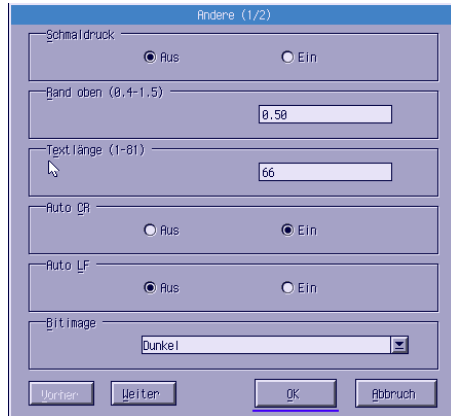 Andere (1/2)
Schmaldruck
Aus Ein
Rand oben (0.4-1.5)
0.50
Textlänge (1-81)
66
Auto CR
Aus Ein
Auto LF
Aus Ein
Bitimage
Dunkel
Vorher Weiter OK Abbruch